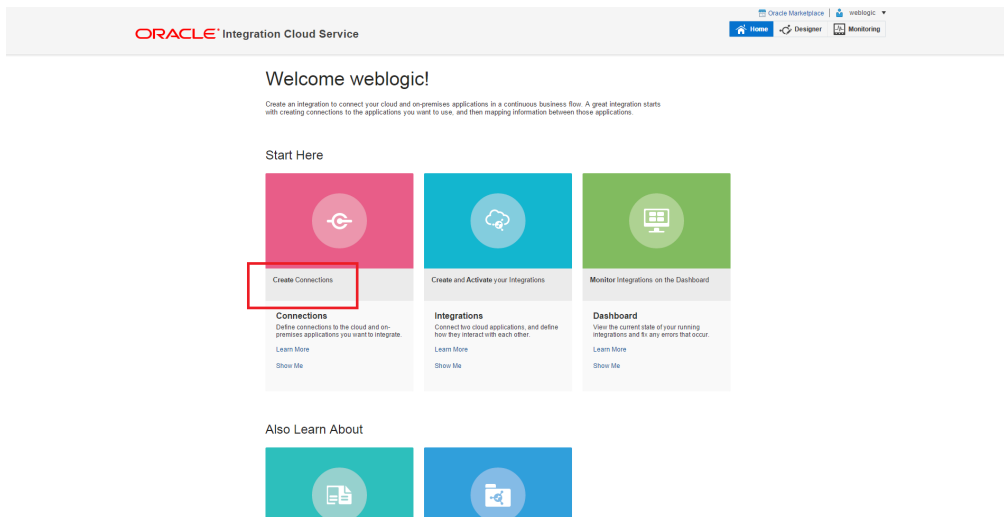 Oracle Marketplace weblogic
ORACLE Integration Cloud Service
Home Designer Monitoring
Welcome weblogic!
Create an integration to connect your cloud and on-premises applications in a continuous business flow. A great integration starts
with creating connections to the applications you want to use, and then mapping information between those applications.
Start Here
Create Connections
Connections
Define connections to the cloud and on-
premises applications you want to integrate.
Learn More
Show Me
Create and Activate your Integrations
Integrations
Connect two cloud applications, and define
how they interact with each other.
Learn More
Show Me
Monitor Integrations on the Dashboard
Dashboard
View the current state of your running
integrations and fix any errors that occur.
Learn More
Show Me
Also Learn About